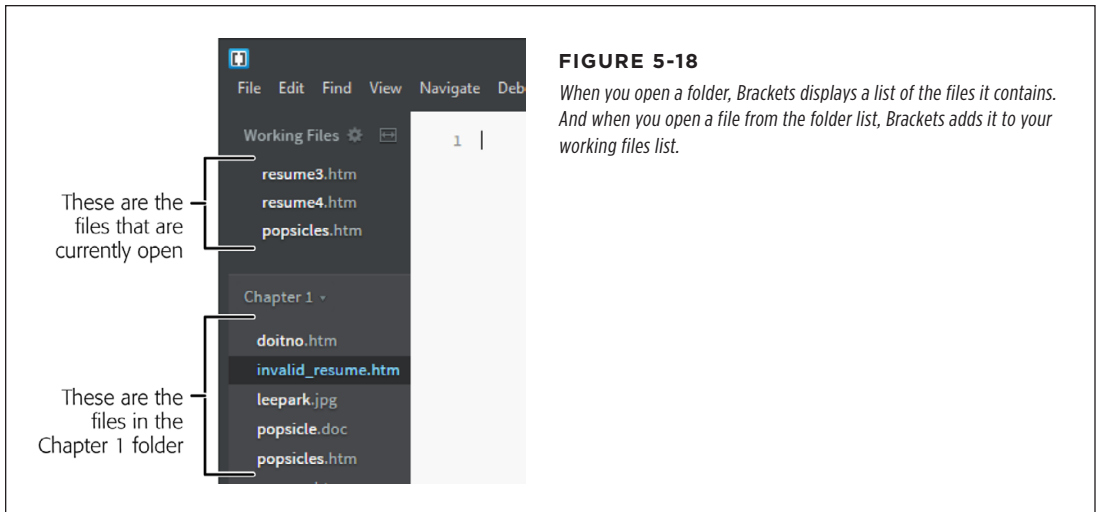 FIGURE 5-18
When you open a folder, Brackets displays a list of the files it contains.
And when you open a file from the folder list, Brackets adds it to your
working files list.
File Edit Find View Navigate Deb
Working Files
1
resume3.htm
resume4.htm
popsicles.htm
These are the
files that are
currently open
Chapter 1
doitno.htm
invalid_resume.htm
leepark.jpg
popsicle.doc
popsicles.htm
These are the
files in the
Chapter 1 folder